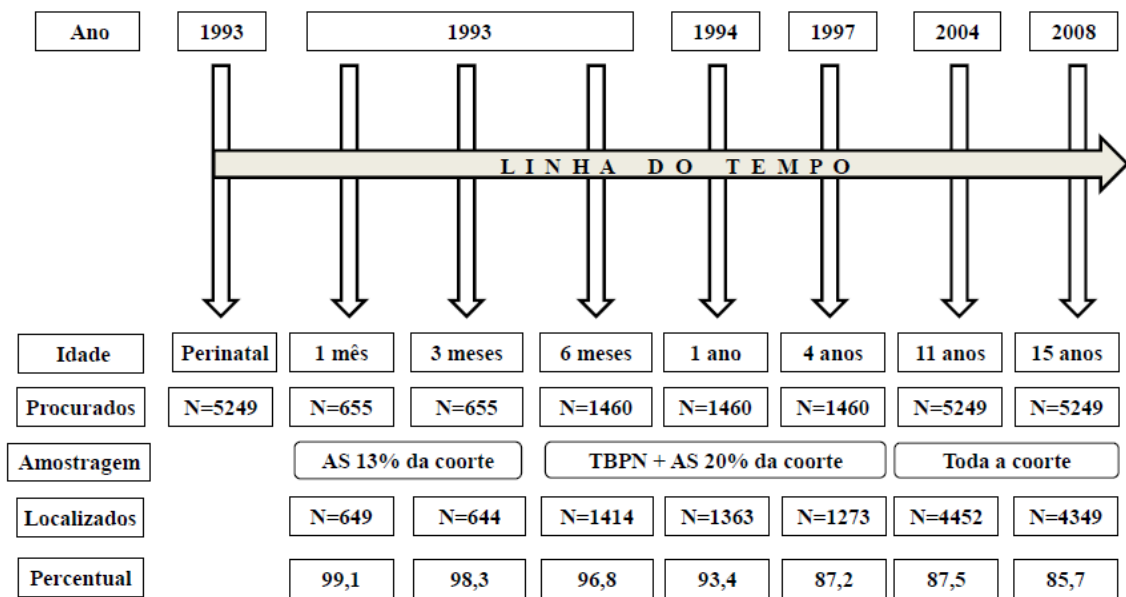 Ano 1993 1993 1994 1997 2004 2008
LINHA DO TEMPO
Idade Perinatal 1 mês 3 meses 6 meses 1 ano 4 anos 11 anos 15 anos
Procurados N=5249 N=655 N=655 N=1460 N=1460 N=1460 N=5249 N=5249
Amostragem AS 13% da coorte TBPN + AS 20% da coorte Toda a coorte
Localizados N=649 N=644 N=1414 N=1363 N=1273 N=4452 N=4349
Percentual 99,1 98,3 96,8 93,4 87,2 87,5 85,7